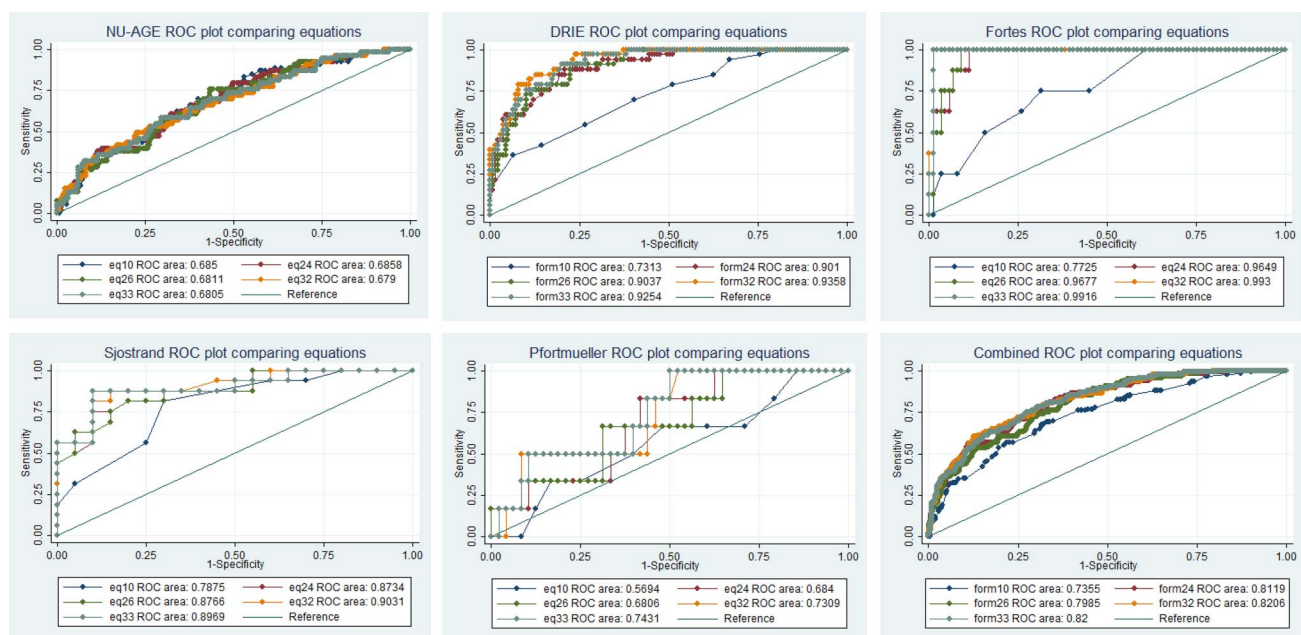 NU-AGE ROC plot comparing equations
Sensitivity
0.00 0.25 0.50 0.75 1.00
0.00 0.25 0.50 0.75 1.00
1-Specificity
eq10 ROC area: 0.685 eq24 ROC area: 0.6858
eq26 ROC area: 0.6811 eq32 ROC area: 0.679
eq33 ROC area: 0.6805 Reference
DRIE ROC plot comparing equations
Sensitivity
0.00 0.25 0.50 0.75 1.00
0.00 0.25 0.50 0.75 1.00
1-Specificity
form10 ROC area: 0.7313 form24 ROC area: 0.901
form26 ROC area: 0.9037 form32 ROC area: 0.9358
form33 ROC area: 0.9254 Reference
Fortes ROC plot comparing equations
Sensitivity
0.00 0.25 0.50 0.75 1.00
0.00 0.25 0.50 0.75 1.00
1-Specificity
eq10 ROC area: 0.7725 eq24 ROC area: 0.9649
eq26 ROC area: 0.9677 eq32 ROC area: 0.993
eq33 ROC area: 0.9916 Reference
Sjostrand ROC plot comparing equations
Sensitivity
0.00 0.25 0.50 0.75 1.00
0.00 0.25 0.50 0.75 1.00
1-Specificity
eq10 ROC area: 0.7875 eq24 ROC area: 0.8734
eq26 ROC area: 0.8766 eq32 ROC area: 0.9031
eq33 ROC area: 0.8969 Reference
Pfortmueller ROC plot comparing equations
Sensitivity
0.00 0.25 0.50 0.75 1.00
0.00 0.25 0.50 0.75 1.00
1-Specificity
eq10 ROC area: 0.5694 eq24 ROC area: 0.684
eq26 ROC area: 0.6806 eq32 ROC area: 0.7309
eq33 ROC area: 0.7431 Reference
Combined ROC plot comparing equations
Sensitivity
0.00 0.25 0.50 0.75 1.00
0.00 0.25 0.50 0.75 1.00
1-Specificity
form10 ROC area: 0.7355 form24 ROC area: 0.8119
form26 ROC area: 0.7985 form32 ROC area: 0.8206
form33 ROC area: 0.82 Reference